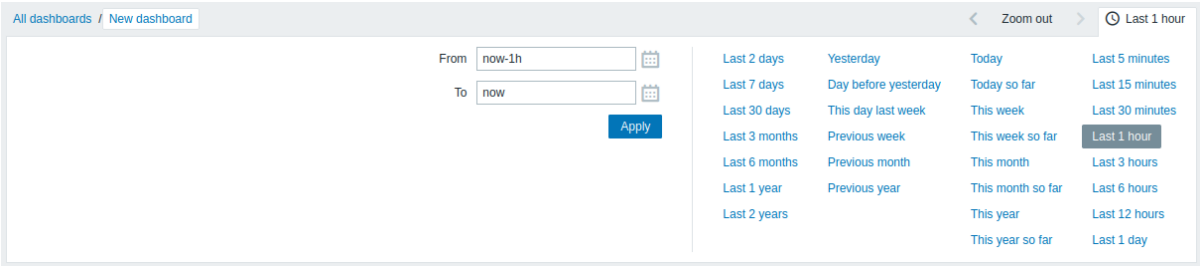 All dashboards / New dashboard
Zoom out
Last 1 hour
From now-1h
To now
Apply
Last 2 days Yesterday Today Last 5 minutes
Last 7 days Day before yesterday Today so far Last 15 minutes
Last 30 days This day last week This week Last 30 minutes
Last 3 months Previous week This week so far Last 1 hour
Last 6 months Previous month This month Last 3 hours
Last 1 year Previous year This month so far Last 6 hours
Last 2 years This year Last 12 hours
This year so far Last 1 day